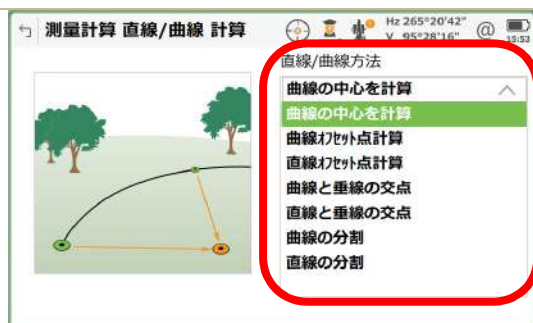 測量計算 直線/曲線 計算
Hz 265°20'42"
V 95°28'16"
@
15:53
直線/曲線方法
曲線の中心を計算
曲線の中心を計算
曲線ｵﾌｾｯﾄ点計算
直線ｵﾌｾｯﾄ点計算
曲線と垂線の交点
直線と垂線の交点
曲線の分割
直線の分割